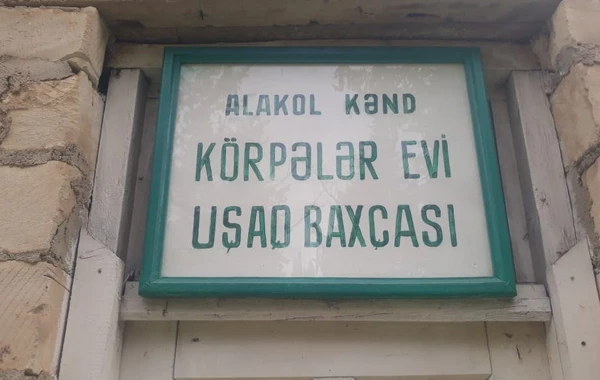 ALAKOL KƏND
KÖRPƏLƏR EVİ
UŞAQ BAXÇASI